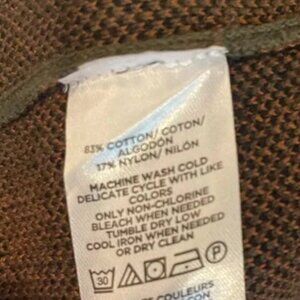 83% COTTON/ COTON/
ALGODÓN
17% NYLON/ NILÓN
MACHINE WASH COLD
DELICATE CYCLE WITH LIKE
COLORS
ONLY NON-CHLORINE
BLEACH WHEN NEEDED
TUMBLE DRY LOW
COOL IRON WHEN NEEDED
OR DRY CLEAN
30 P
COULEURS